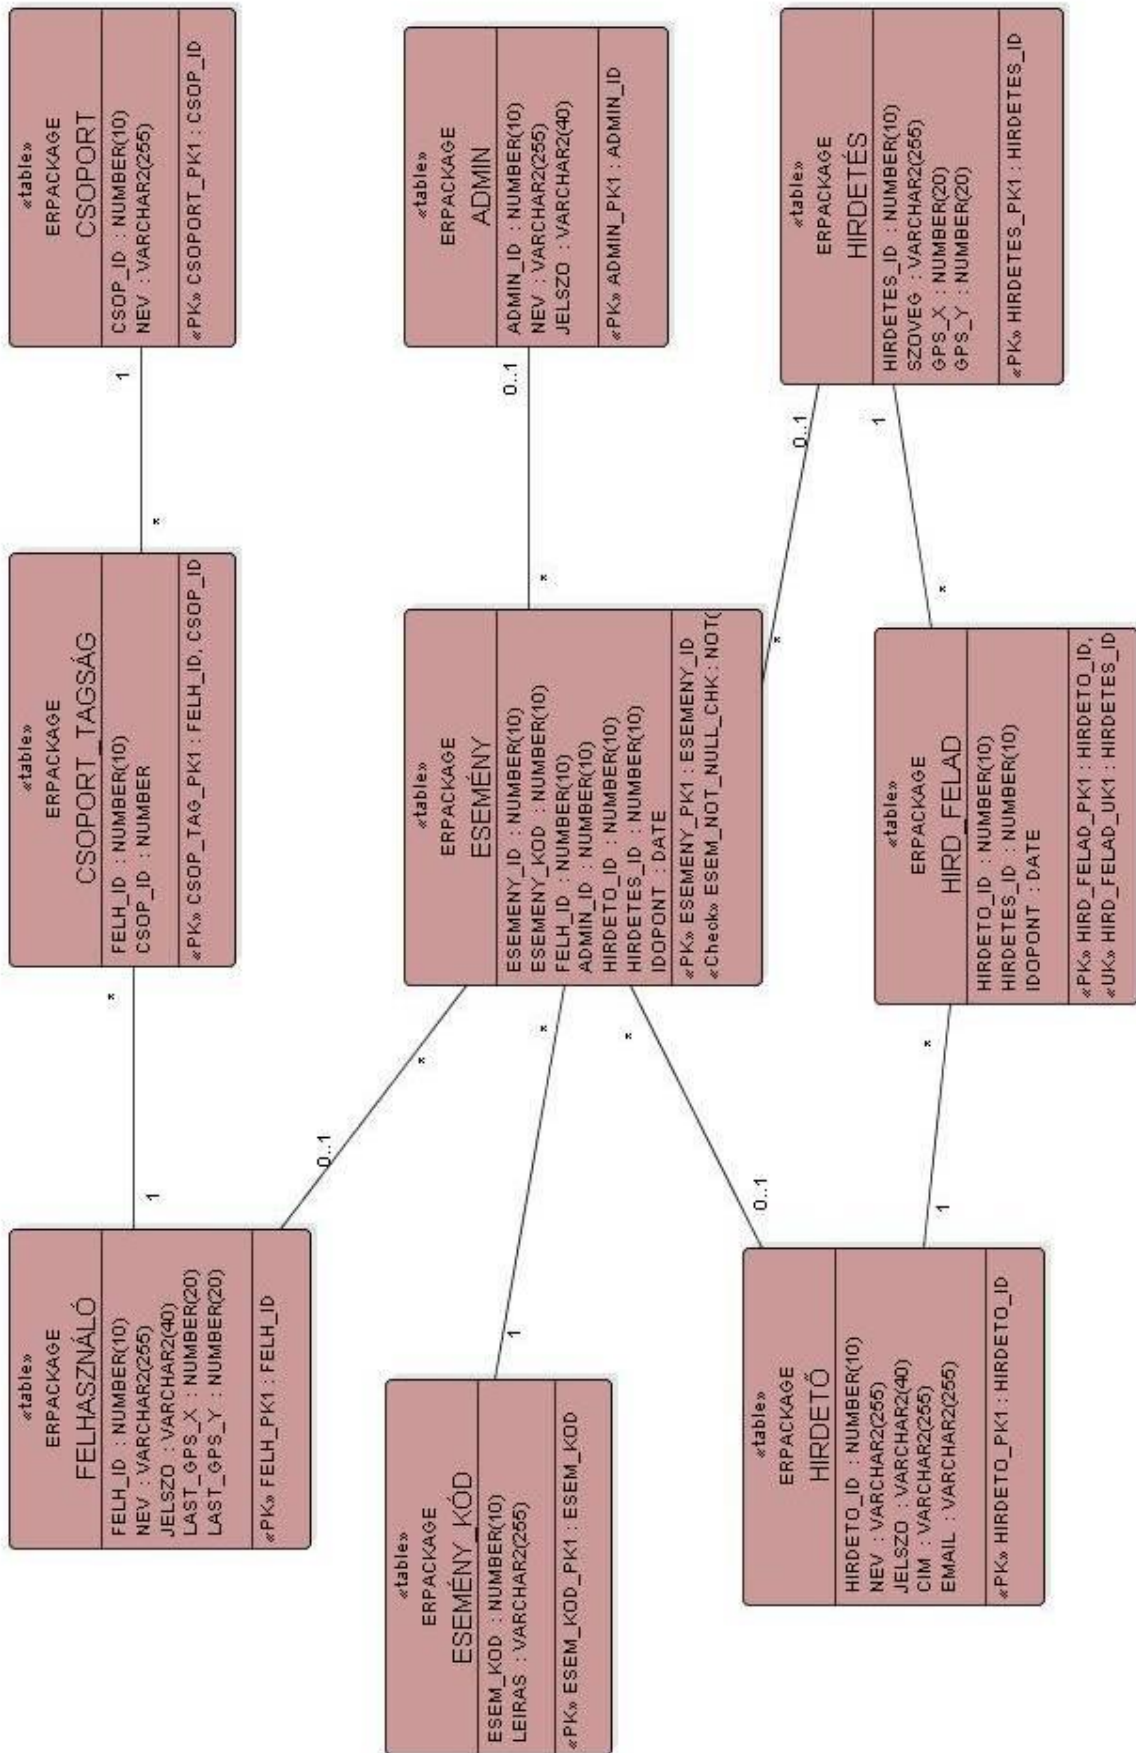 «table»
ERPACKAGE
FELHASZNÁLÓ
FELH_ID : NUMBER(10)
NEV : VARCHAR2(255)
JELSZO : VARCHAR2(40)
LAST_GPS_X : NUMBER(20)
LAST_GPS_Y : NUMBER(20)
«PK» FELH_PK1 : FELH_ID
1
*
«table»
ERPACKAGE
CSOPORT_TAGSÁG
FELH_ID : NUMBER(10)
CSOP_ID : NUMBER
«PK» CSOP_TAG_PK1 : FELH_ID, CSOP_ID
*
1
«table»
ERPACKAGE
CSOPORT
CSOP_ID : NUMBER(10)
NEV : VARCHAR2(255)
«PK» CSOPORT_PK1 : CSOP_ID
0..1
*
«table»
ERPACKAGE
ESEMÉNY_KÓD
ESEM_KOD : NUMBER(10)
LEIRAS : VARCHAR2(255)
«PK» ESEM_KOD_PK1 : ESEM_KOD
1
*
«table»
ERPACKAGE
ESEMÉNY
ESEMENY_ID : NUMBER(10)
ESEMENY_KOD : NUMBER(10)
FELH_ID : NUMBER(10)
ADMIN_ID : NUMBER(10)
HIRDETO_ID : NUMBER(10)
HIRDETES_ID : NUMBER(10)
IDOPONT : DATE
«PK» ESEMENY_PK1 : ESEMENY_ID
«Check» ESEM_NOT_NULL_CHK : NOT(
*
0..1
«table»
ERPACKAGE
ADMIN
ADMIN_ID : NUMBER(10)
NEV : VARCHAR2(255)
JELSZO : VARCHAR2(40)
«PK» ADMIN_PK1 : ADMIN_ID
*
0..1
*
0..1
«table»
ERPACKAGE
HIRDETŐ
HIRDETO_ID : NUMBER(10)
NEV : VARCHAR2(255)
JELSZO : VARCHAR2(40)
CIM : VARCHAR2(255)
EMAIL : VARCHAR2(255)
«PK» HIRDETO_PK1 : HIRDETO_ID
1
*
«table»
ERPACKAGE
HIRD_FELAD
HIRDETO_ID : NUMBER(10)
HIRDETES_ID : NUMBER(10)
IDOPONT : DATE
«PK» HIRD_FELAD_PK1 : HIRDETO_ID,
«UK» HIRD_FELAD_UK1 : HIRDETES_ID
*
1
«table»
ERPACKAGE
HIRDETÉS
HIRDETES_ID : NUMBER(10)
SZOVEG : VARCHAR2(255)
GPS_X : NUMBER(20)
GPS_Y : NUMBER(20)
«PK» HIRDETES_PK1 : HIRDETES_ID